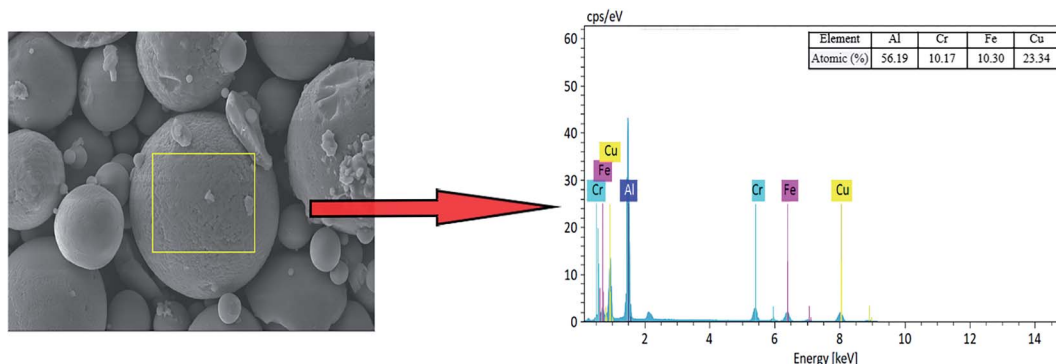 cps/eV
60
50
40
30
20
10
0
Element Al Cr Fe Cu
Atomic (%) 56.19 10.17 10.30 23.34
Cu
Fe
Cr Al Cr Fe Cu
2 4 6 8 10 12 14
Energy [keV]